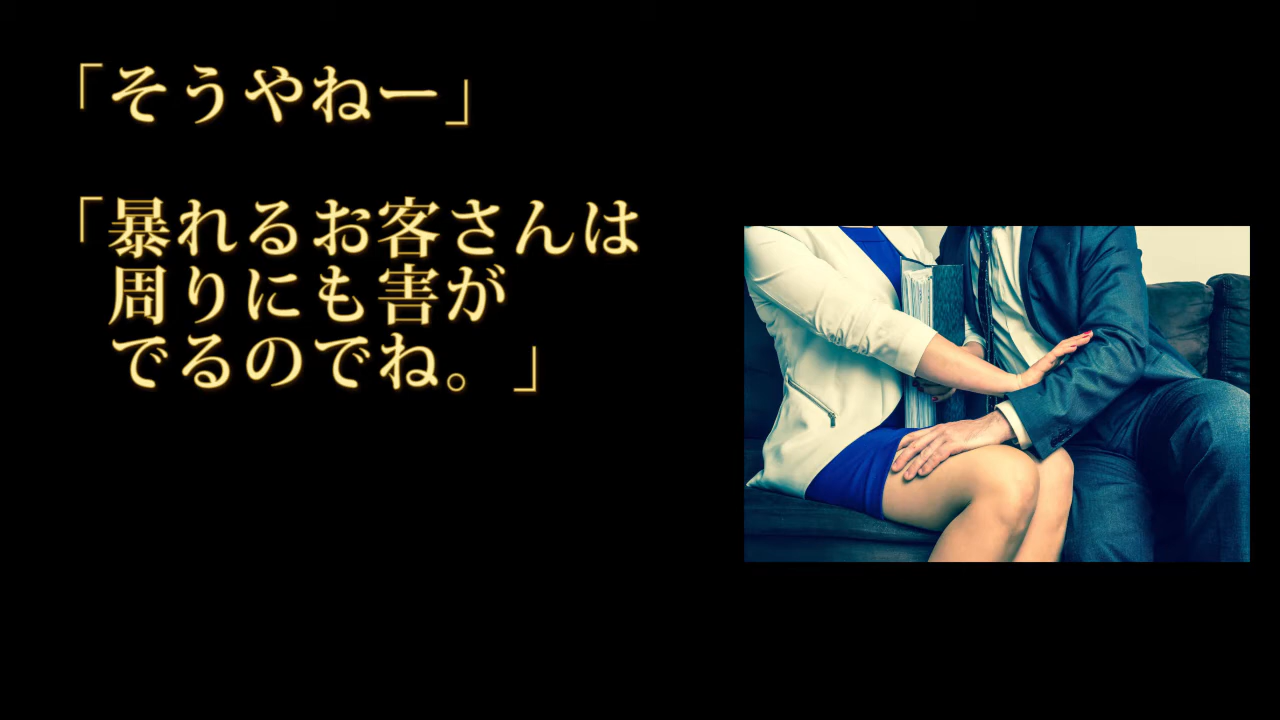 「そうやねー」
「暴れるお客さんは
周りにも害が
でるのでね。」